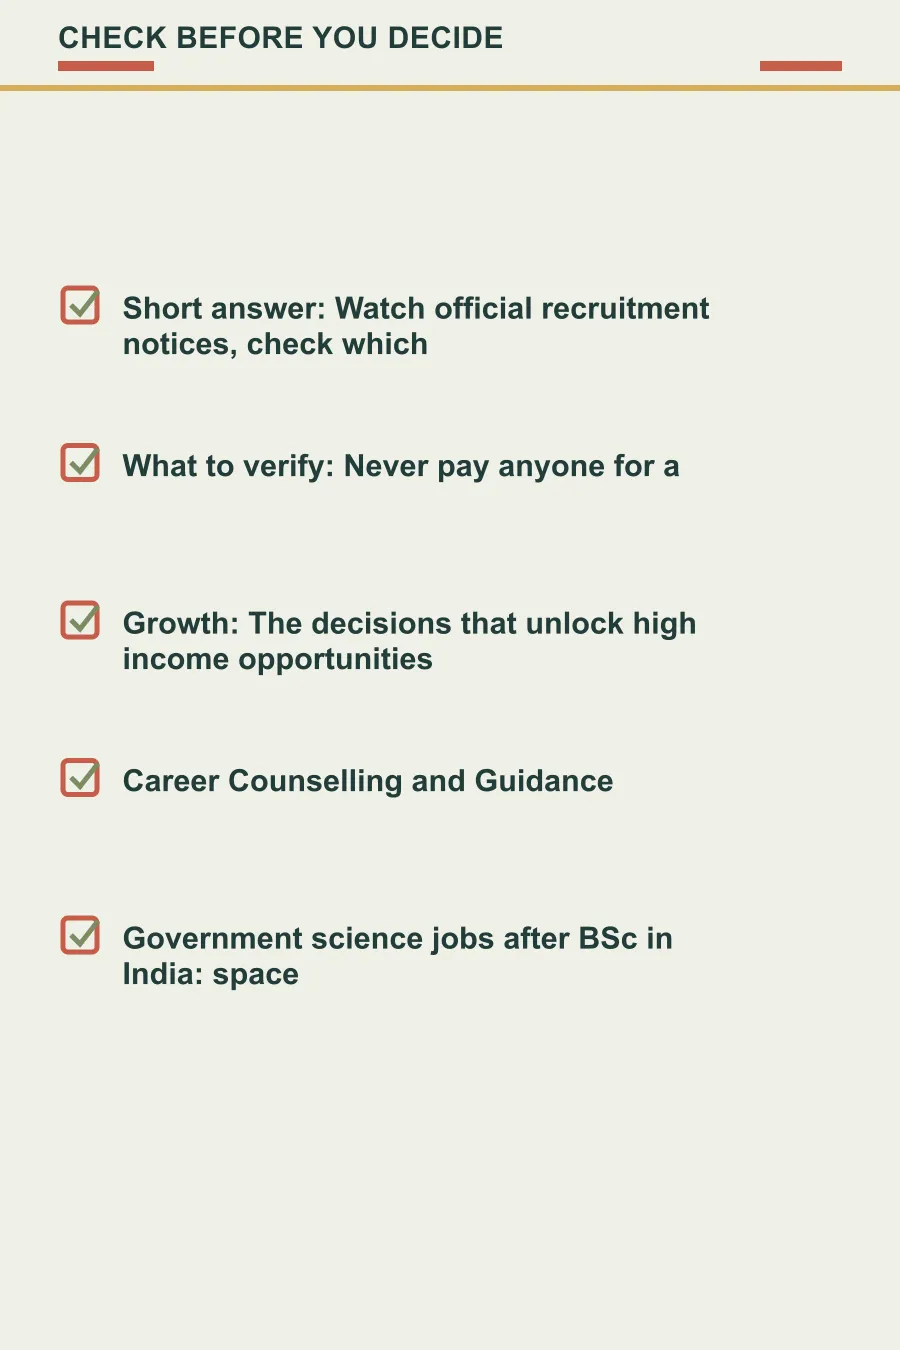 CHECK BEFORE YOU DECIDE
Short answer: Watch official recruitment
notices, check which
What to verify: Never pay anyone for a
Growth: The decisions that unlock high
income opportunities
Career Counselling and Guidance
Government science jobs after BSc in
India: space